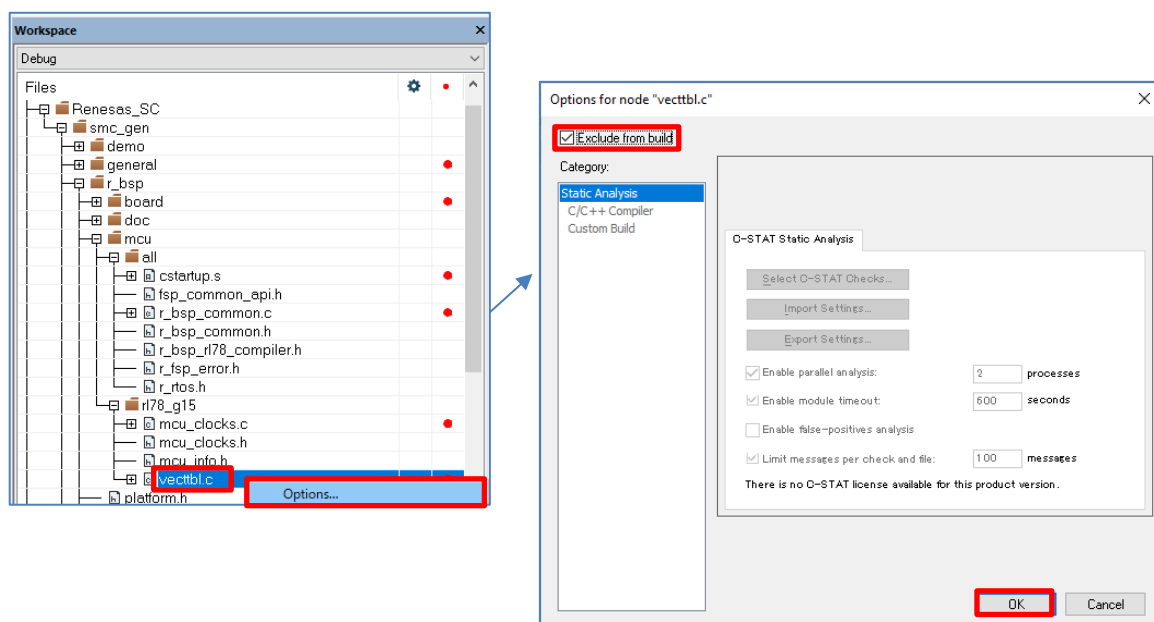 Workspace
Debug
Files
Renesas_SC
smc_gen
demo
general
r_bsp
board
doc
mcu
all
cstartup.s
fsp_common_api.h
r_bsp_common.c
r_bsp_common.h
r_bsp_rl78_compiler.h
r_fsp_error.h
r_rtos.h
rl78_g15
mcu_clocks.c
mcu_clocks.h
mcu_info.h
vecttbl.c
Options...
platform.h
Options for node "vecttbl.c"
Exclude from build
Category:
Static Analysis
C/C++ Compiler
Custom Build
C-STAT Static Analysis
Select C-STAT Checks...
Import Settings...
Export Settings...
Enable parallel analysis: 2 processes
Enable module timeout: 600 seconds
Enable false-positives analysis
Limit messages per check and file: 100 messages
There is no C-STAT license available for this product version.
OK Cancel